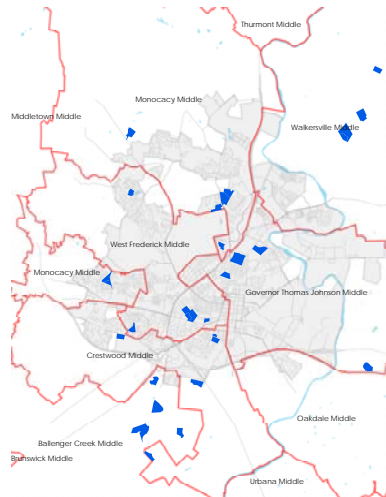 Thurmont Middle
Monocacy Middle
Middletown Middle
Walkersville Middle
West Frederick Middle
Monocacy Middle
Governor Thomas Johnson Middle
Crestwood Middle
Oakdale Middle
Ballenger Creek Middle
Brunswick Middle
Urbana Middle